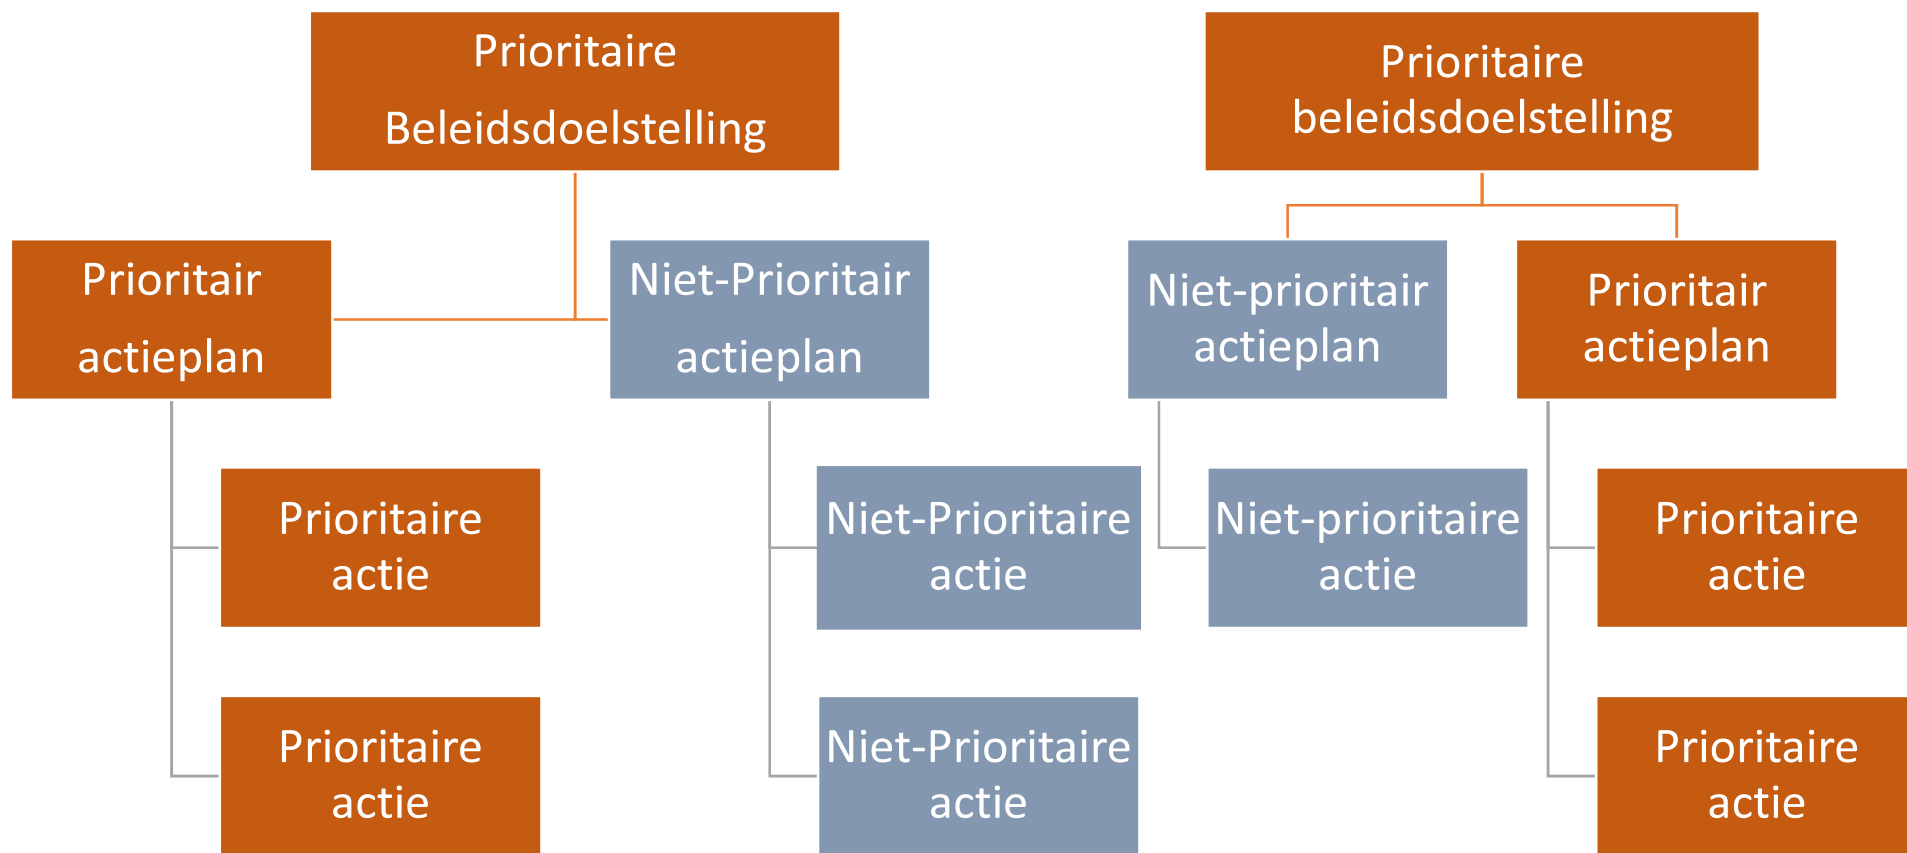 Prioritaire
Beleidsdoelstelling
Prioritaire
beleidsdoelstelling
Prioritair
actieplan
Niet-Prioritair
actieplan
Niet-prioritair
actieplan
Prioritair
actieplan
Prioritaire
actie
Niet-Prioritaire
actie
Niet-prioritaire
actie
Prioritaire
actie
Prioritaire
actie
Niet-Prioritaire
actie
Prioritaire
actie